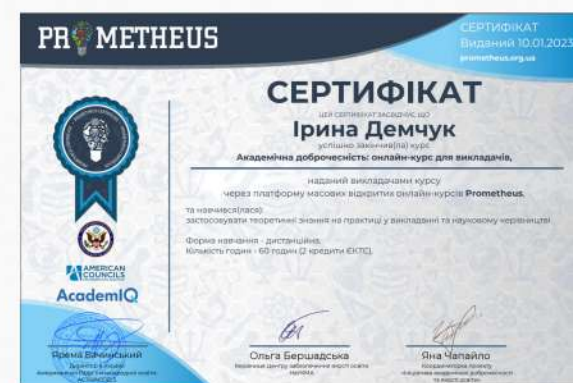 PROMETHEUS
СЕРТИФІКАТ
Виданий 10.01.2023
prometheus.org.ua
СЕРТИФІКАТ
ЦЕЙ СЕРТИФІКАТ ЗАСВІДЧУЄ, ЩО
Ірина Демчук
успішно закінчив(ла) курс
Академічна доброчесність: онлайн-курс для викладачів,
наданий викладачами курсу
через платформу масових відкритих онлайн-курсів Prometheus,
та навчився(лася):
застосовувати теоретичні знання на практиці у викладанні та науковому керівництві
Форма навчання - дистанційна.
Кількість годин - 60 годин (2 кредити ЄКТС).
AMERICAN
COUNCILS
AcademIQ
Ярема Бачинський
Ольга Бершадська
Яна Чапайло